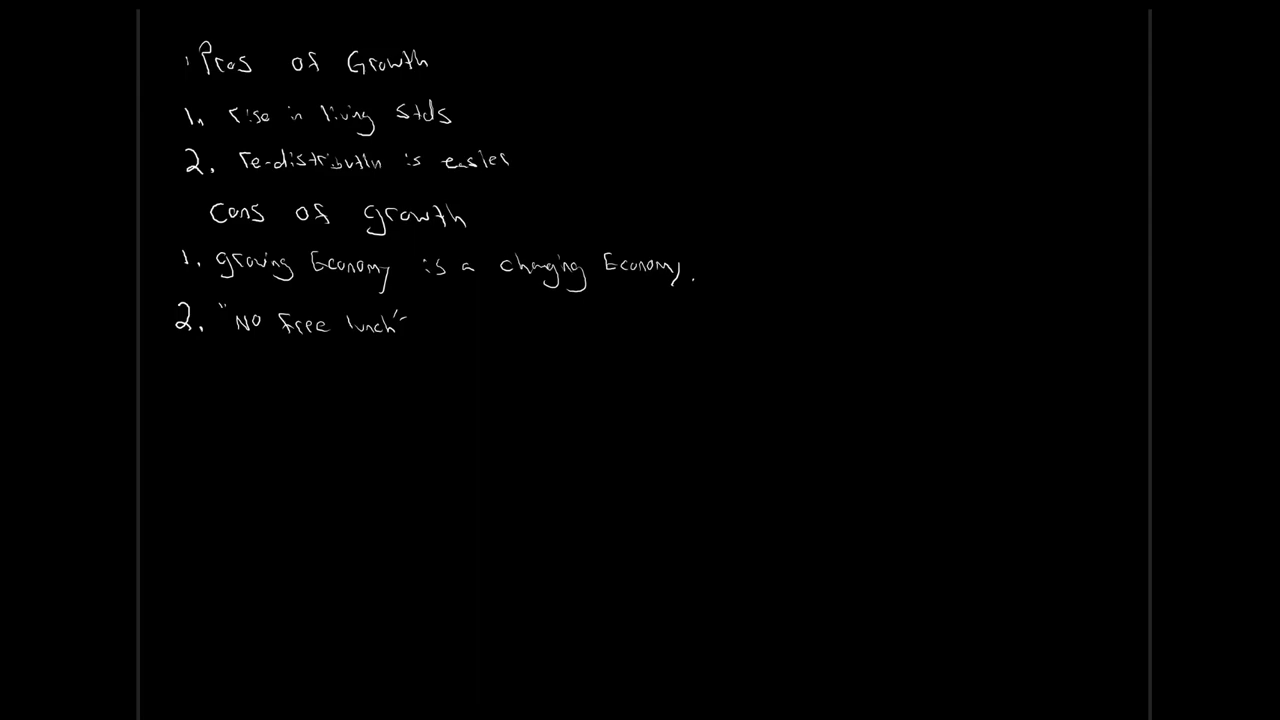 Pros of Growth
1. rise in living stds
2. re-distributn is easier
Cons of growth
1. growing Economy is a changing Economy.
2. "No free lunch"